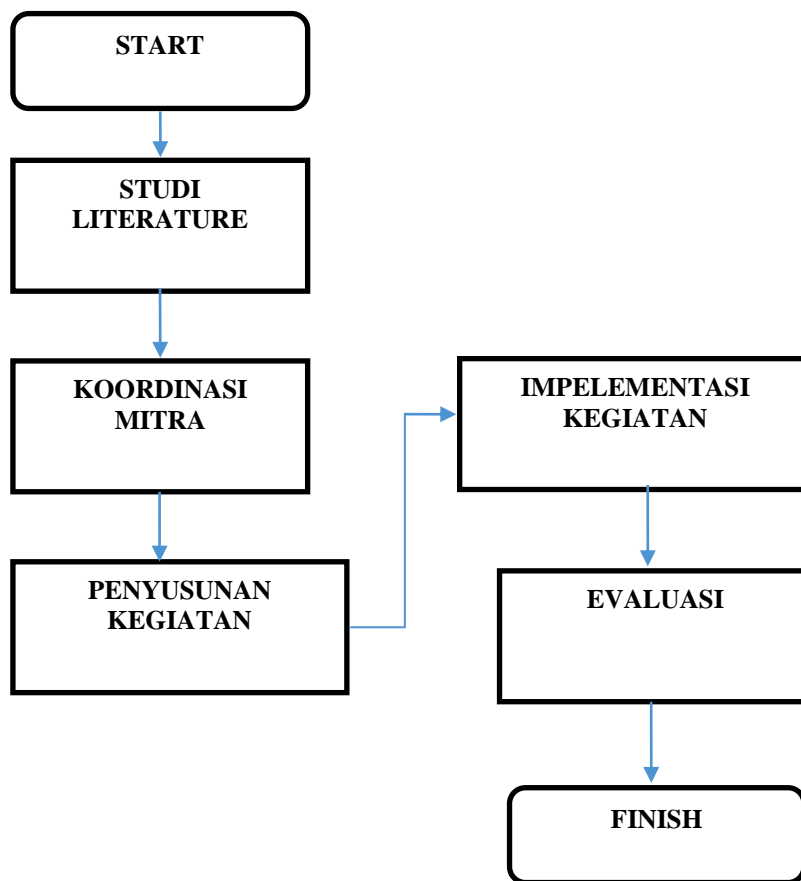 START
STUDI
LITERATURE
KOORDINASI
MITRA
PENYUSUNAN
KEGIATAN
IMPELEMENTASI
KEGIATAN
EVALUASI
FINISH